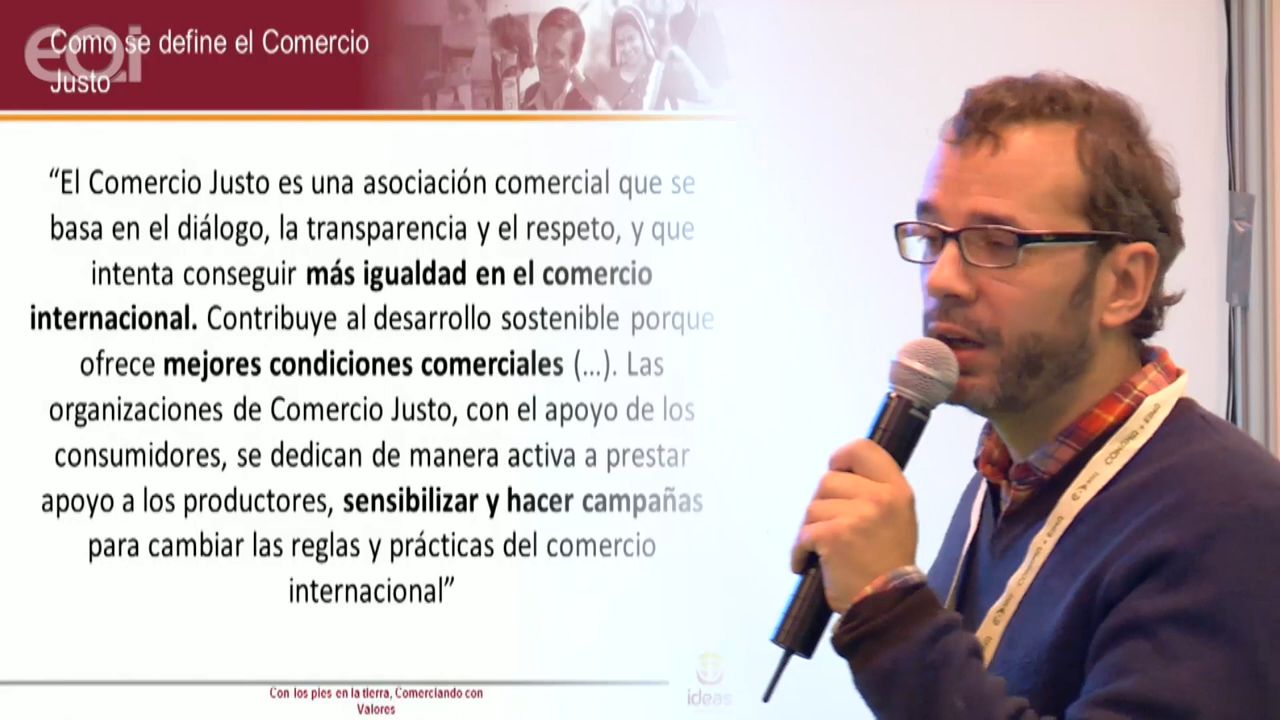 eoi
Como se define el Comercio
Justo
“El Comercio Justo es una asociación comercial que se
basa en el diálogo, la transparencia y el respeto, y que
intenta conseguir más igualdad en el comercio
internacional. Contribuye al desarrollo sostenible porque
ofrece mejores condiciones comerciales (...). Las
organizaciones de Comercio Justo, con el apoyo de los
consumidores, se dedican de manera activa a prestar
apoyo a los productores, sensibilizar y hacer campañas
para cambiar las reglas y prácticas del comercio
internacional”
Con los pies en la tierra, Comerciando con
Valores
ideas